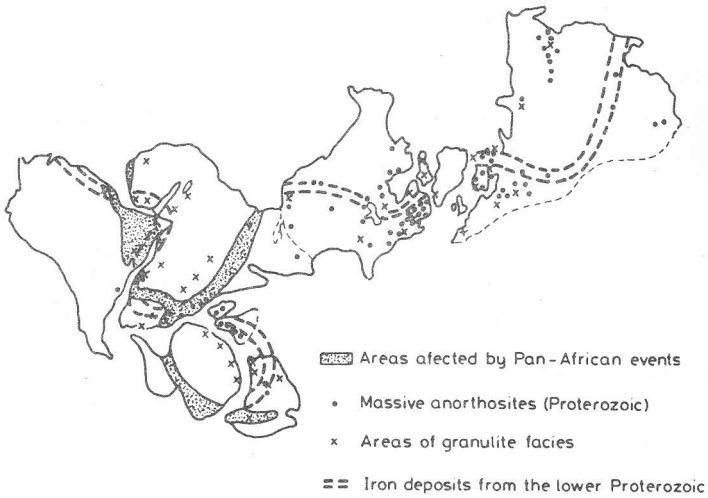 Areas afected by Pan-African events
Massive anorthosites (Proterozoic)
Areas of granulite facies
Iron deposits from the lower Proterozoic